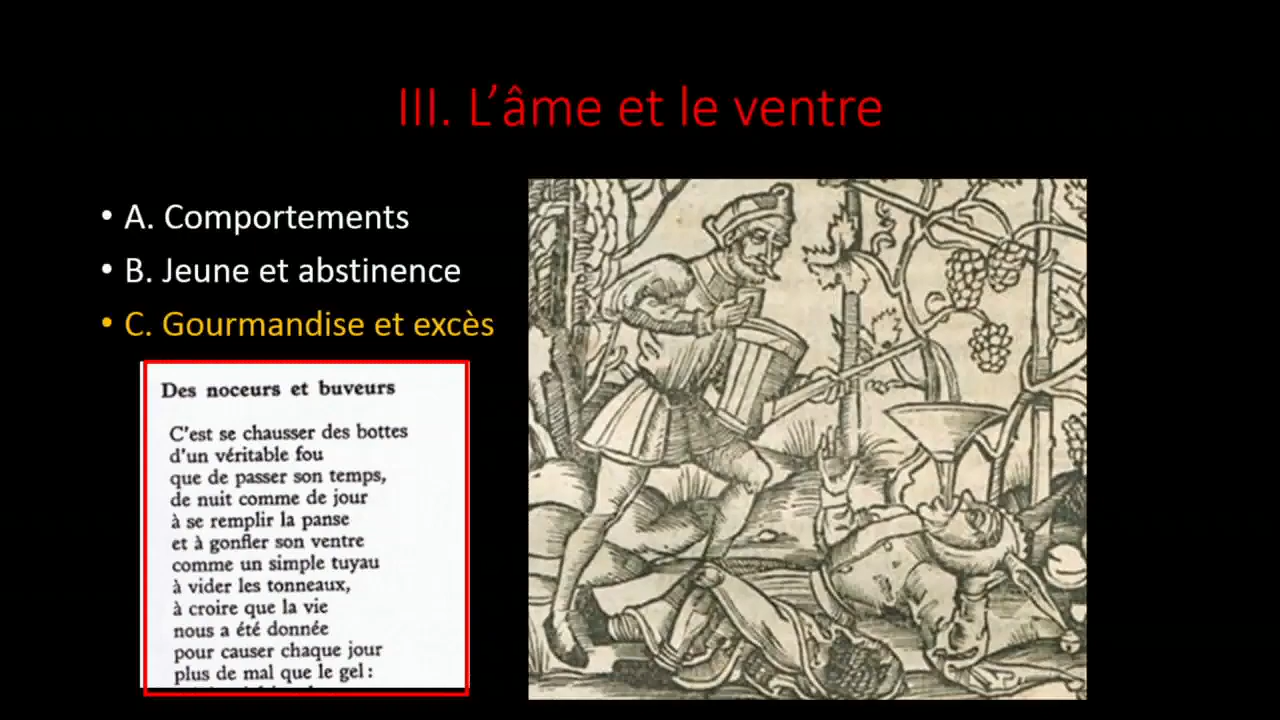 III. L’âme et le ventre
• A. Comportements
• B. Jeune et abstinence
• C. Gourmandise et excès
Des noceurs et buveurs
C'est se chausser des bottes
d'un véritable fou
que de passer son temps,
de nuit comme de jour
à se remplir la panse
et à gonfler son ventre
comme un simple tuyau
à vider les tonneaux,
à croire que la vie
nous a été donnée
pour causer chaque jour
plus de mal que le gel :